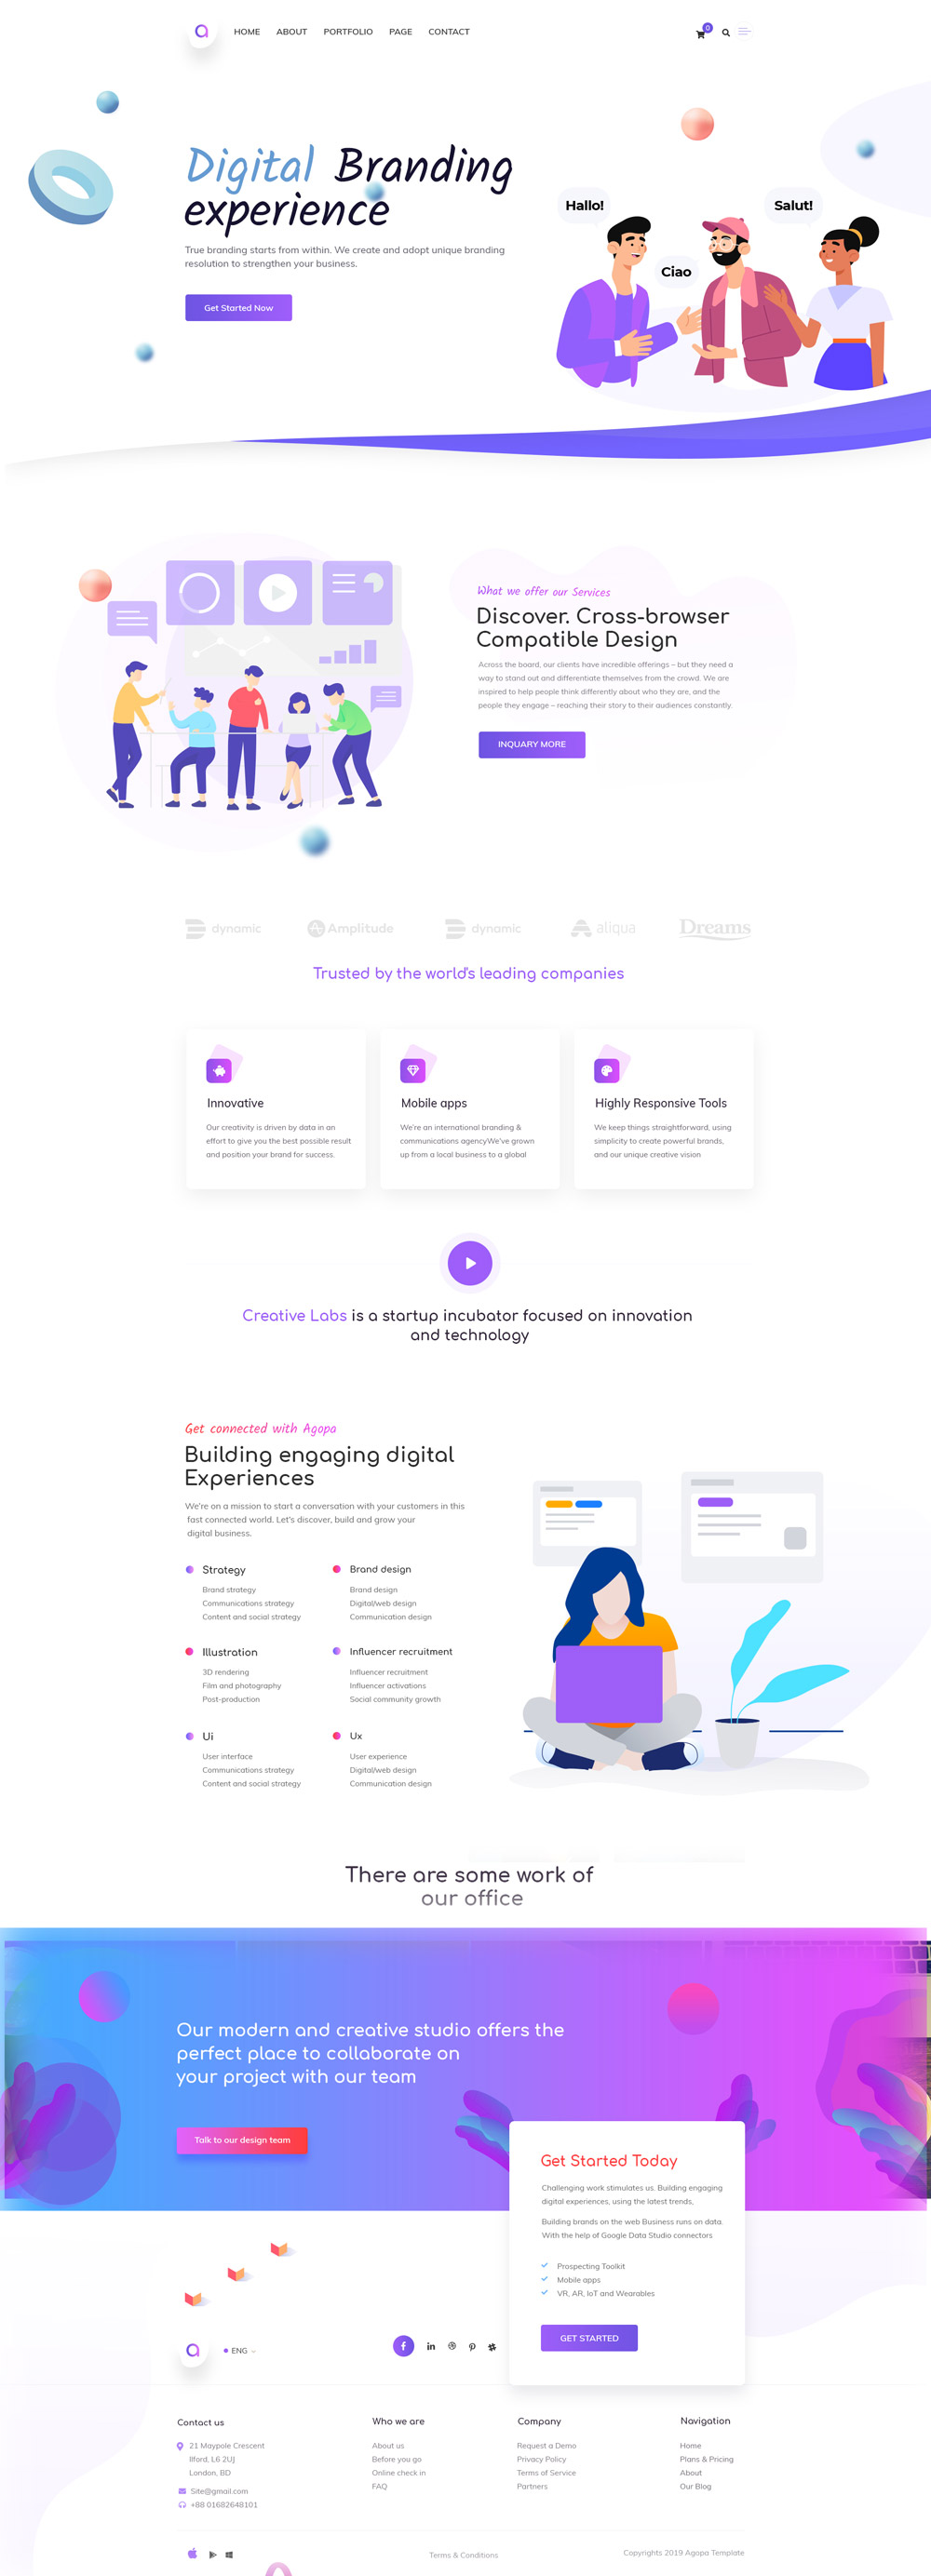 HOME ABOUT PORTFOLIO PAGE CONTACT
0
Digital Branding
experience
True branding starts from within. We create and adopt unique branding
resolution to strengthen your business.
Get Started Now
Hallo!
Salut!
Ciao
What we offer our Services
Discover. Cross-browser
Compatible Design
Across the board, our clients have incredible offerings – but they need a
way to stand out and differentiate themselves from the crowd. We are
inspired to help people think differently about who they are, and the
people they engage – reaching their story to their audiences constantly.
INQUARY MORE
dynamic
Amplitude
dynamic
aliqua
Dreams
Trusted by the world's leading companies
Innovative
Our creativity is driven by data in an
effort to give you the best possible result
and position your brand for success.
Mobile apps
We're an international branding &
communications agencyWe've grown
up from a local business to a global
Highly Responsive Tools
We keep things straightforward, using
simplicity to create powerful brands,
and our unique creative vision
Creative Labs is a startup incubator focused on innovation
and technology
Get connected with Agopa
Building engaging digital
Experiences
We're on a mission to start a conversation with your customers in this
fast connected world. Let's discover, build and grow your
digital business.
Strategy
Brand strategy
Communications strategy
Content and social strategy
Brand design
Brand design
Digital/web design
Communication design
Illustration
3D rendering
Film and photography
Post-production
Influencer recruitment
Influencer recruitment
Influencer activations
Social community growth
Ui
User interface
Communications strategy
Content and social strategy
Ux
User experience
Digital/web design
Communication design
There are some work of
our office
Our modern and creative studio offers the
perfect place to collaborate on
your project with our team
Talk to our design team
Get Started Today
Challenging work stimulates us. Building engaging
digital experiences, using the latest trends,
Building brands on the web Business runs on data.
With the help of Google Data Studio connectors
Prospecting Toolkit
Mobile apps
VR, AR, IoT and Wearables
GET STARTED
ENG
Contact us
21 Maypole Crescent
Ilford, L6 2UJ
London, BD
Site@gmail.com
+88 01682648101
Who we are
About us
Before you go
Online check in
FAQ
Company
Request a Demo
Privacy Policy
Terms of Service
Partners
Navigation
Home
Plans & Pricing
About
Our Blog
Terms & Conditions
Copyrights 2019 Agapa Template